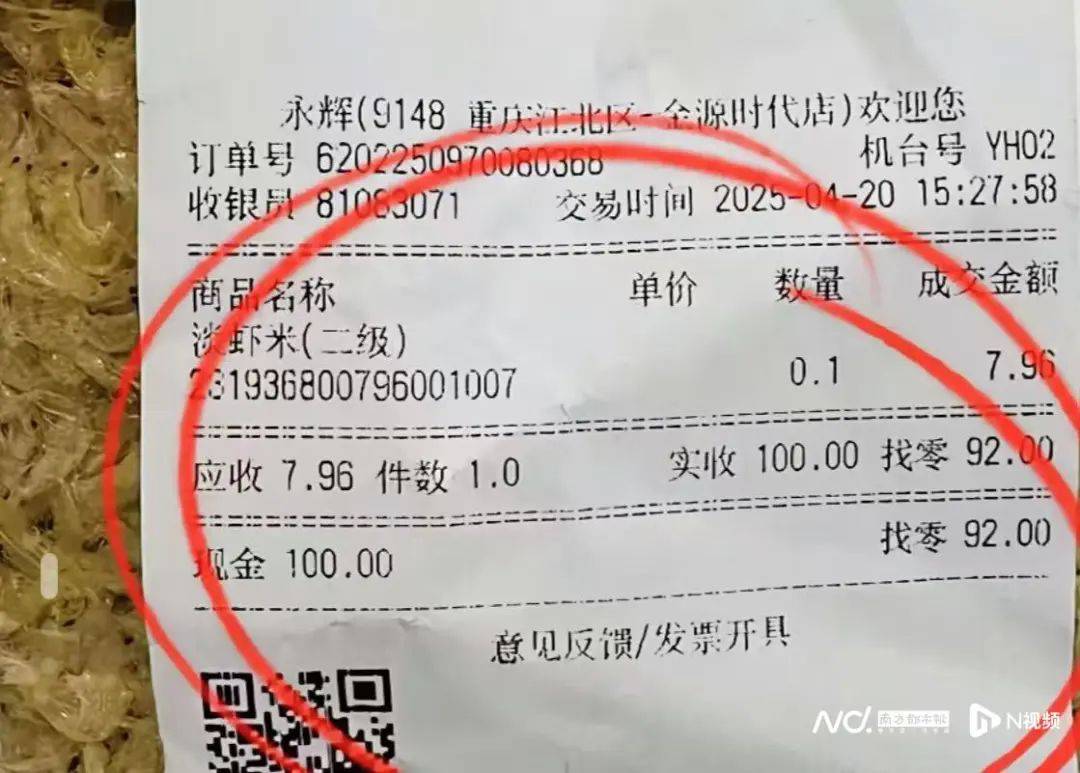 永辉(9148 重庆江北区-金源时代店)欢迎您
订单号 6202250970080368 机台号 YH02
收银员 81083071 交易时间 2025-04-20 15:27:58
商品名称 单价 数量 成交金额
淡虾米(二级)
231936800796001007 0.1 7.96
应收 7.96 件数 1.0 实收 100.00 找零 92.00
找零 92.00
现金 100.00
意见反馈/发票开具
N视频